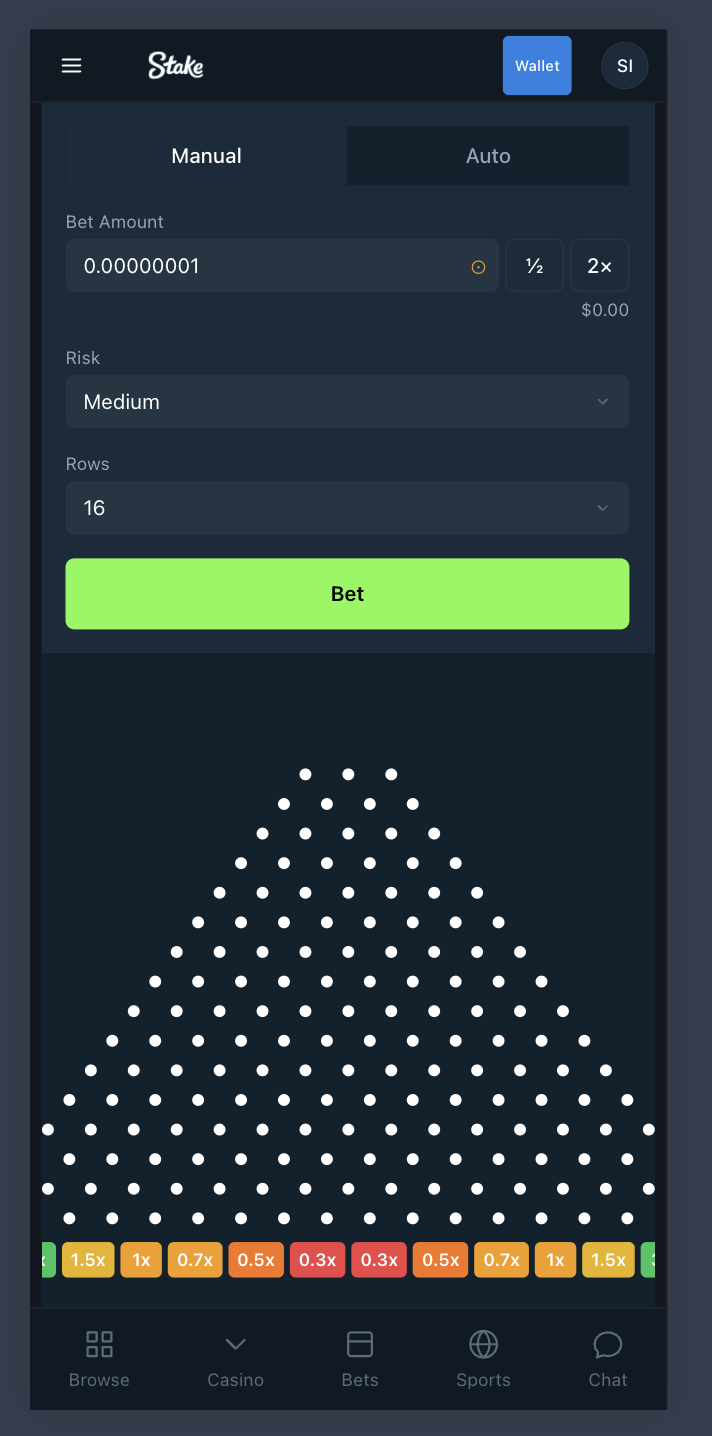 Stake
Wallet
SI
Manual
Auto
Bet Amount
0.00000001
½
2×
$0.00
Risk
Medium
Rows
16
Bet
1.5x 1x 0.7x 0.5x 0.3x 0.3x 0.5x 0.7x 1x 1.5x
Browse
Casino
Bets
Sports
Chat